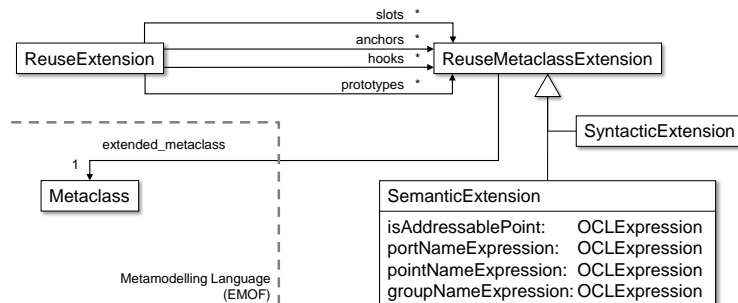 slots *
anchors *
ReuseExtension
ReuseMetaclassExtension
hooks *
prototypes *
SyntacticExtension
extended_metaclass
1
Metaclass
SemanticExtension
isAddressablePoint: OCLExpression
portNameExpression: OCLExpression
pointNameExpression: OCLExpression
groupNameExpression: OCLExpression
Metamodelling Language
(EMOF)